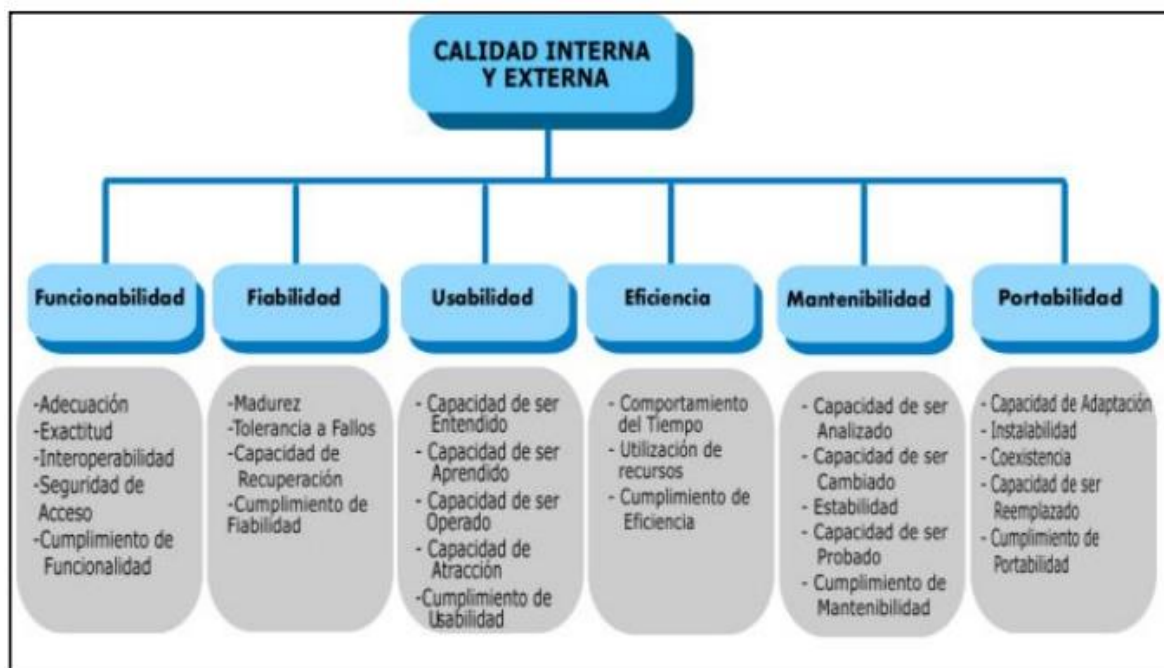 CALIDAD INTERNA
Y EXTERNA
Funcionabilidad
-Adecuación
-Exactitud
-Interoperabilidad
-Seguridad de
Acceso
-Cumplimiento de
Funcionalidad
Fiabilidad
-Madurez
-Tolerancia a Fallos
-Capacidad de
Recuperación
-Cumplimiento de
Fiabilidad
Usabilidad
- Capacidad de ser
Entendido
- Capacidad de ser
Aprendido
- Capacidad de ser
Operado
- Capacidad de
Atracción
-Cumplimiento de
Usabilidad
Eficiencia
- Comportamiento
del Tiempo
- Utilización de
recursos
- Cumplimiento de
Eficiencia
Mantenibilidad
- Capacidad de ser
Analizado
- Capacidad de ser
Cambiado
- Estabilidad
- Capacidad de ser
Probado
- Cumplimiento de
Mantenibilidad
Portabilidad
- Capacidad de Adaptación
- Instalabilidad
- Coexistencia
- Capacidad de ser
Reemplazado
- Cumplimiento de
Portabilidad